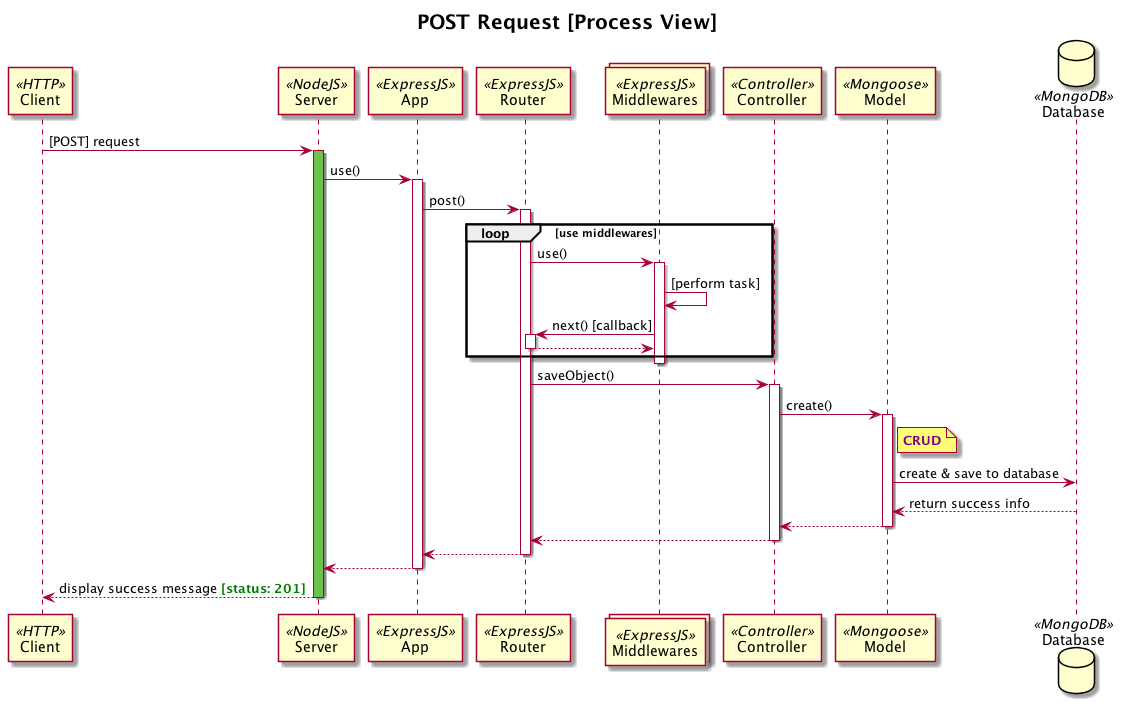 POST Request [Process View]
«HTTP»
Client
«NodeJS»
Server
«ExpressJS»
App
«ExpressJS»
Router
«ExpressJS»
Middlewares
«Controller»
Controller
«Mongoose»
Model
«MongoDB»
Database
[POST] request
use()
post()
loop
[use middlewares]
use()
[perform task]
next() [callback]
saveObject()
create()
CRUD
create & save to database
return success info
display success message [status: 201]
«HTTP»
Client
«NodeJS»
Server
«ExpressJS»
App
«ExpressJS»
Router
«ExpressJS»
Middlewares
«Controller»
Controller
«Mongoose»
Model
«MongoDB»
Database